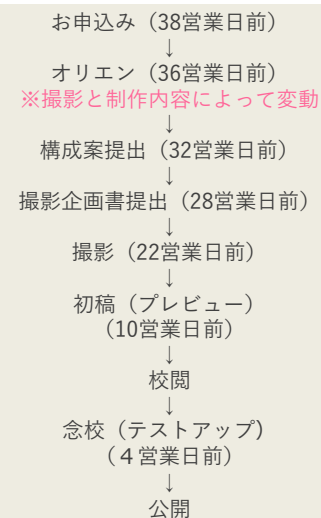 お申込み（38営業日前）
↓
オリエン（36営業日前）
※撮影と制作内容によって変動
↓
構成案提出（32営業日前）
↓
撮影企画書提出（28営業日前）
↓
撮影（22営業日前）
↓
初稿（プレビュー）
（10営業日前）
↓
校閲
↓
念校（テストアップ)
（４営業日前）
↓
公開